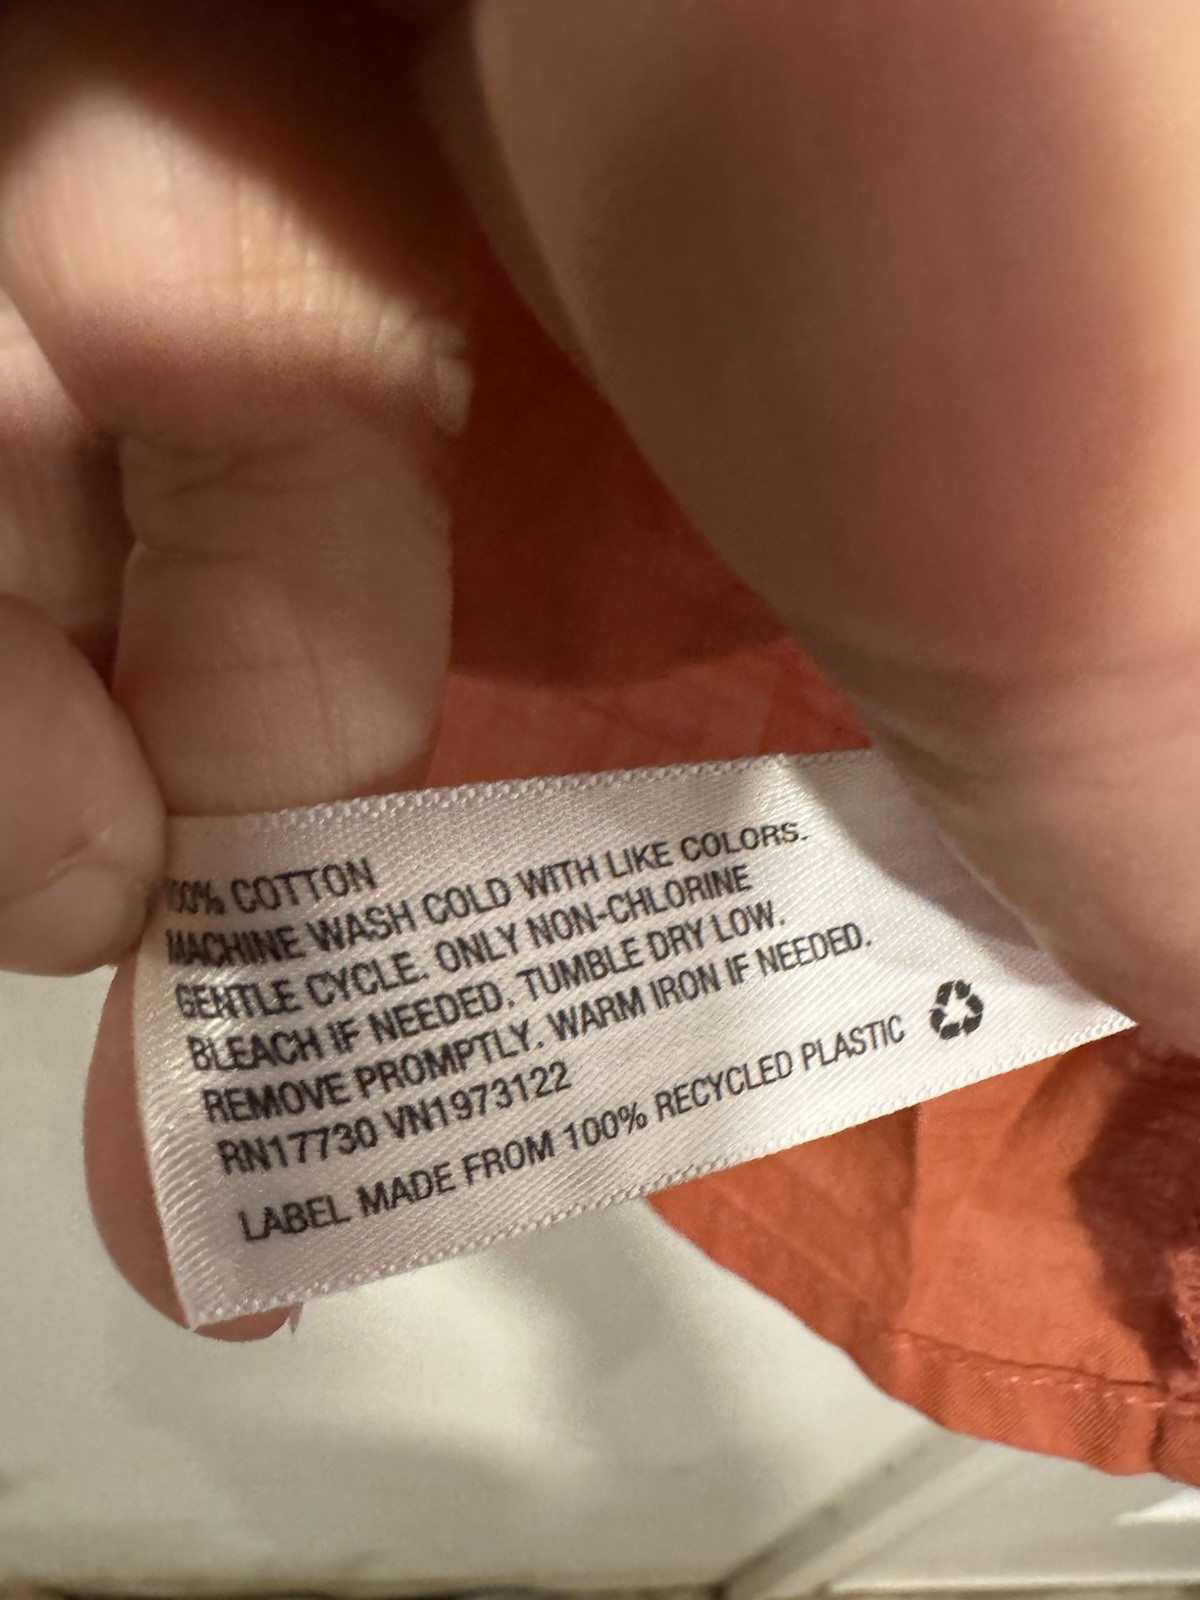 100% COTTON
MACHINE WASH COLD WITH LIKE COLORS.
GENTLE CYCLE. ONLY NON-CHLORINE
BLEACH IF NEEDED. TUMBLE DRY LOW.
REMOVE PROMPTLY. WARM IRON IF NEEDED.
RN17730 VN1973122
LABEL MADE FROM 100% RECYCLED PLASTIC